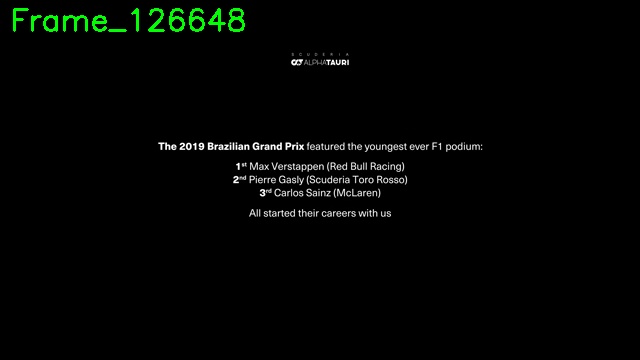 Frame_126648
SCUDERIA
ALPHATAURI
The 2019 Brazilian Grand Prix featured the youngest ever F1 podium:
1st Max Verstappen (Red Bull Racing)
2nd Pierre Gasly (Scuderia Toro Rosso)
3rd Carlos Sainz (McLaren)
All started their careers with us